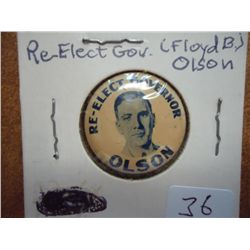 Re-Elect Gov. (Floyd B.)
Olson
RE-ELECT GOVERNOR
OLSON
36